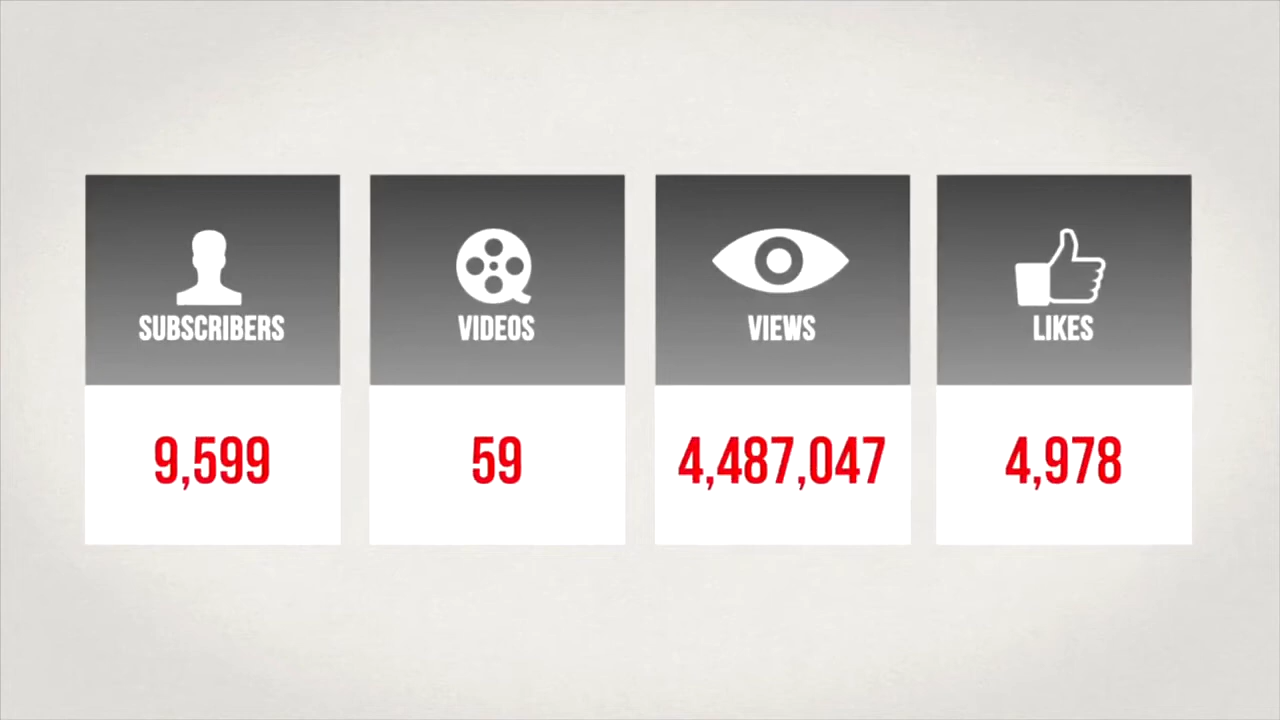 SUBSCRIBERS
9,599
VIDEOS
59
VIEWS
4,487,047
LIKES
4,978